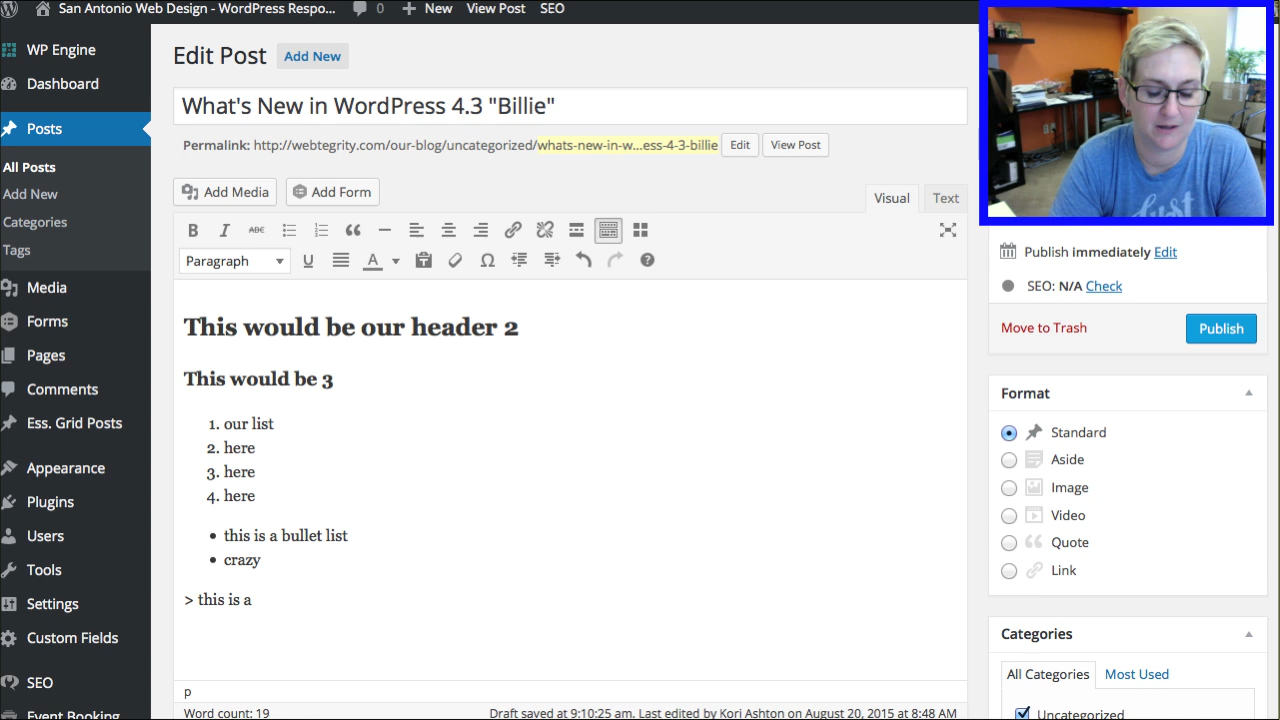 San Antonio Web Design - WordPress Respo...
0
New
View Post
SEO
WP Engine
Dashboard
Posts
All Posts
Add New
Categories
Tags
Media
Forms
Pages
Comments
Ess. Grid Posts
Appearance
Plugins
Users
Tools
Settings
Custom Fields
SEO
Event Booking
Edit Post
Add New
What's New in WordPress 4.3 "Billie"
Permalink: http://webtegrity.com/our-blog/uncategorized/whats-new-in-w...ess-4-3-billie
Edit
View Post
Add Media
Add Form
Visual
Text
B
I
ABC
Paragraph
U
A
This would be our header 2
This would be 3
1. our list
2. here
3. here
4. here
• this is a bullet list
• crazy
> this is a
p
Word count: 19
Draft saved at 9:10:25 am. Last edited by Kori Ashton on August 20, 2015 at 8:48 AM
Just
Publish immediately Edit
SEO: N/A Check
Move to Trash
Publish
Format
Standard
Aside
Image
Video
Quote
Link
Categories
All Categories
Most Used
Uncategorized